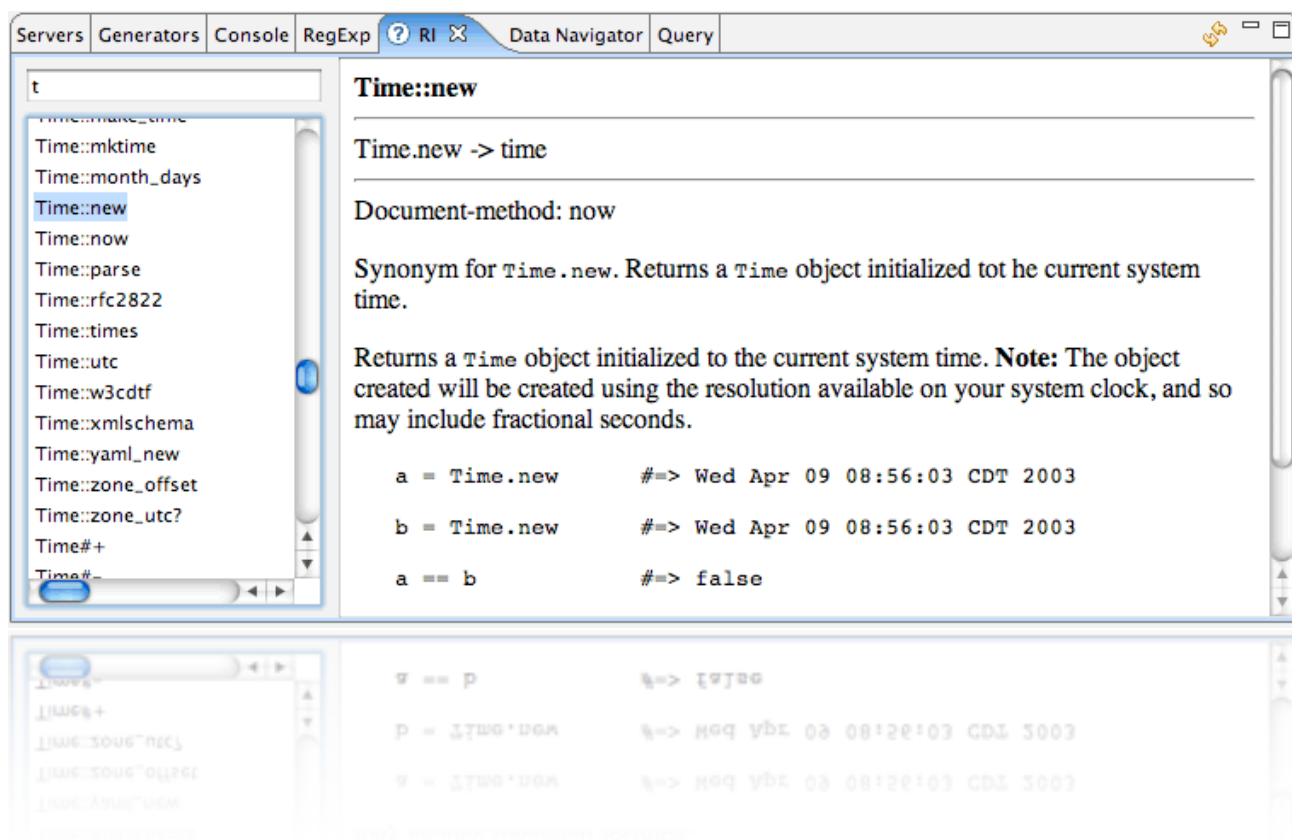 Servers Generators Console RegExp RI Data Navigator Query
t
Time::make_time
Time::mktime
Time::month_days
Time::new
Time::now
Time::parse
Time::rfc2822
Time::times
Time::utc
Time::w3cdtf
Time::xmlschema
Time::yaml_new
Time::zone_offset
Time::zone_utc?
Time#+
Time#-
Time::new
Time.new -> time
Document-method: now
Synonym for Time.new. Returns a Time object initialized tot he current system
time.
Returns a Time object initialized to the current system time. Note: The object
created will be created using the resolution available on your system clock, and so
may include fractional seconds.
a = Time.new #=> Wed Apr 09 08:56:03 CDT 2003
b = Time.new #=> Wed Apr 09 08:56:03 CDT 2003
a == b #=> false